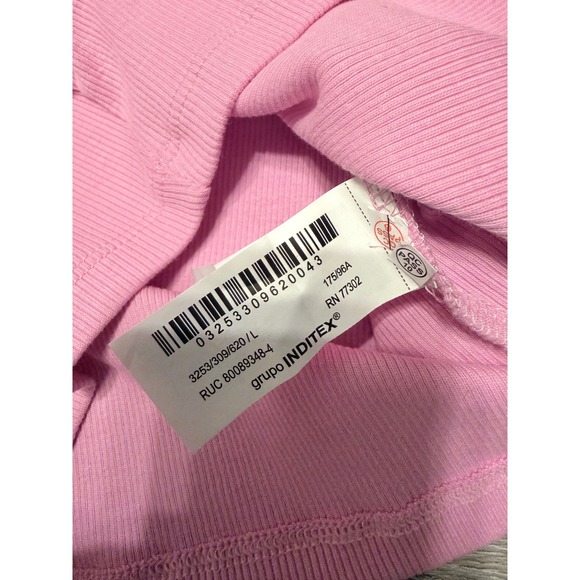 03253309620043
3253/309/620/L
175/96A
RUC 80089348-4
RN 77302
grupo INDITEX®